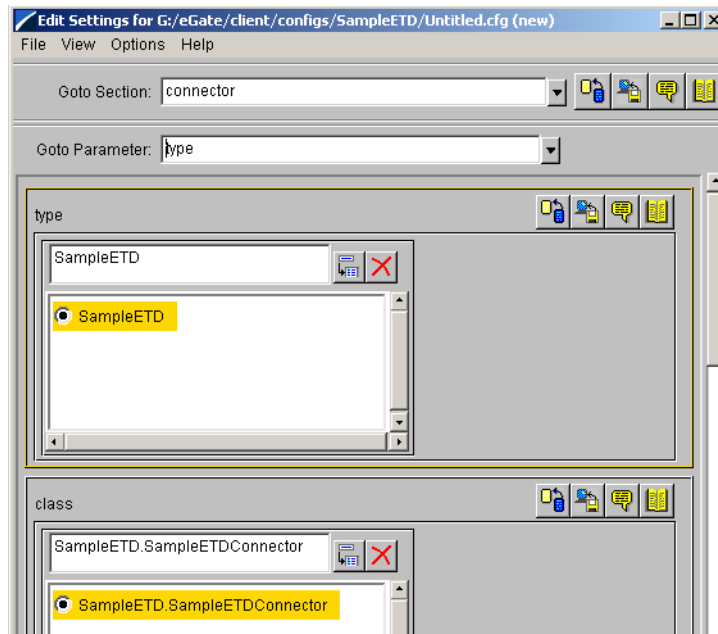 Edit Settings for G:/eGate/client/configs/SampleETD/Untitled.cfg (new)
File View Options Help
Goto Section: connector
Goto Parameter: type
type
SampleETD
SampleETD
class
SampleETD.SampleETDConnector
SampleETD.SampleETDConnector